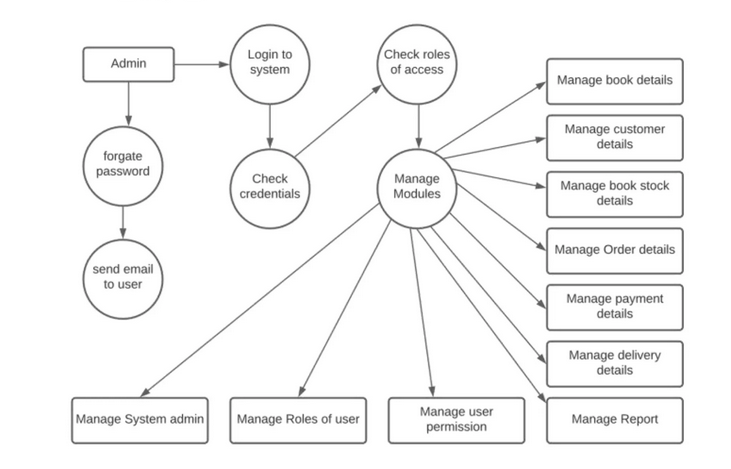 Admin
Login to
system
Check roles
of access
Manage book details
Manage customer
details
forgate
password
Check
credentials
Manage
Modules
Manage book stock
details
Manage Order details
send email
to user
Manage payment
details
Manage delivery
details
Manage System admin
Manage Roles of user
Manage user
permission
Manage Report